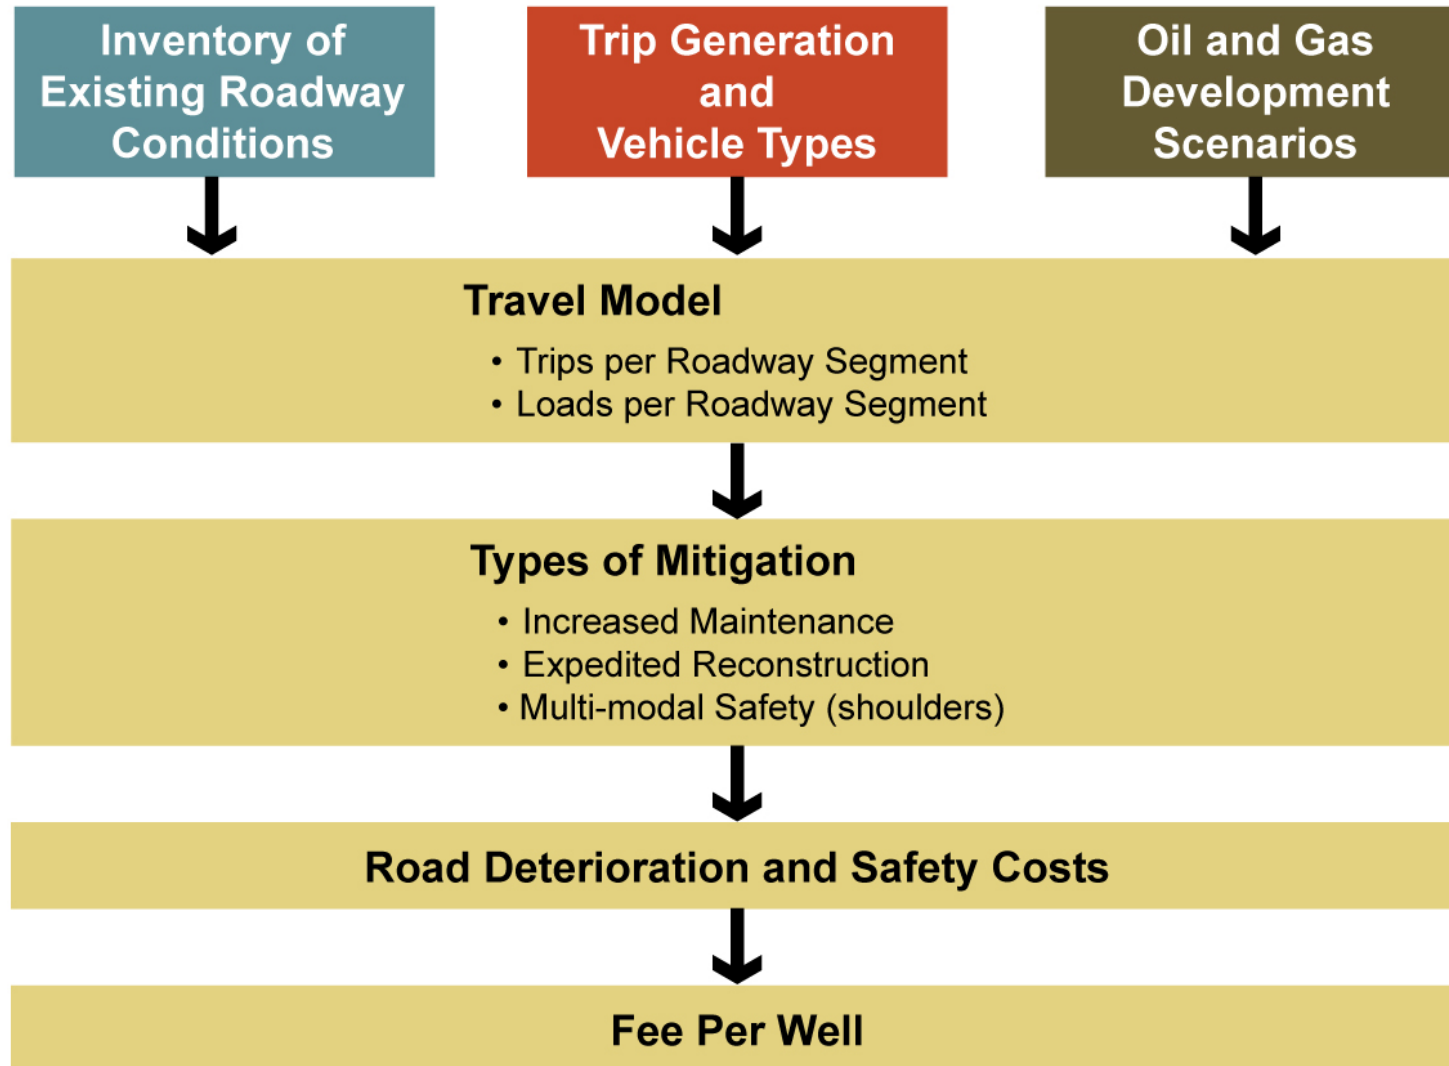 Inventory of
Existing Roadway
Conditions
Trip Generation
and
Vehicle Types
Oil and Gas
Development
Scenarios
Travel Model
• Trips per Roadway Segment
• Loads per Roadway Segment
Types of Mitigation
• Increased Maintenance
• Expedited Reconstruction
• Multi-modal Safety (shoulders)
Road Deterioration and Safety Costs
Fee Per Well